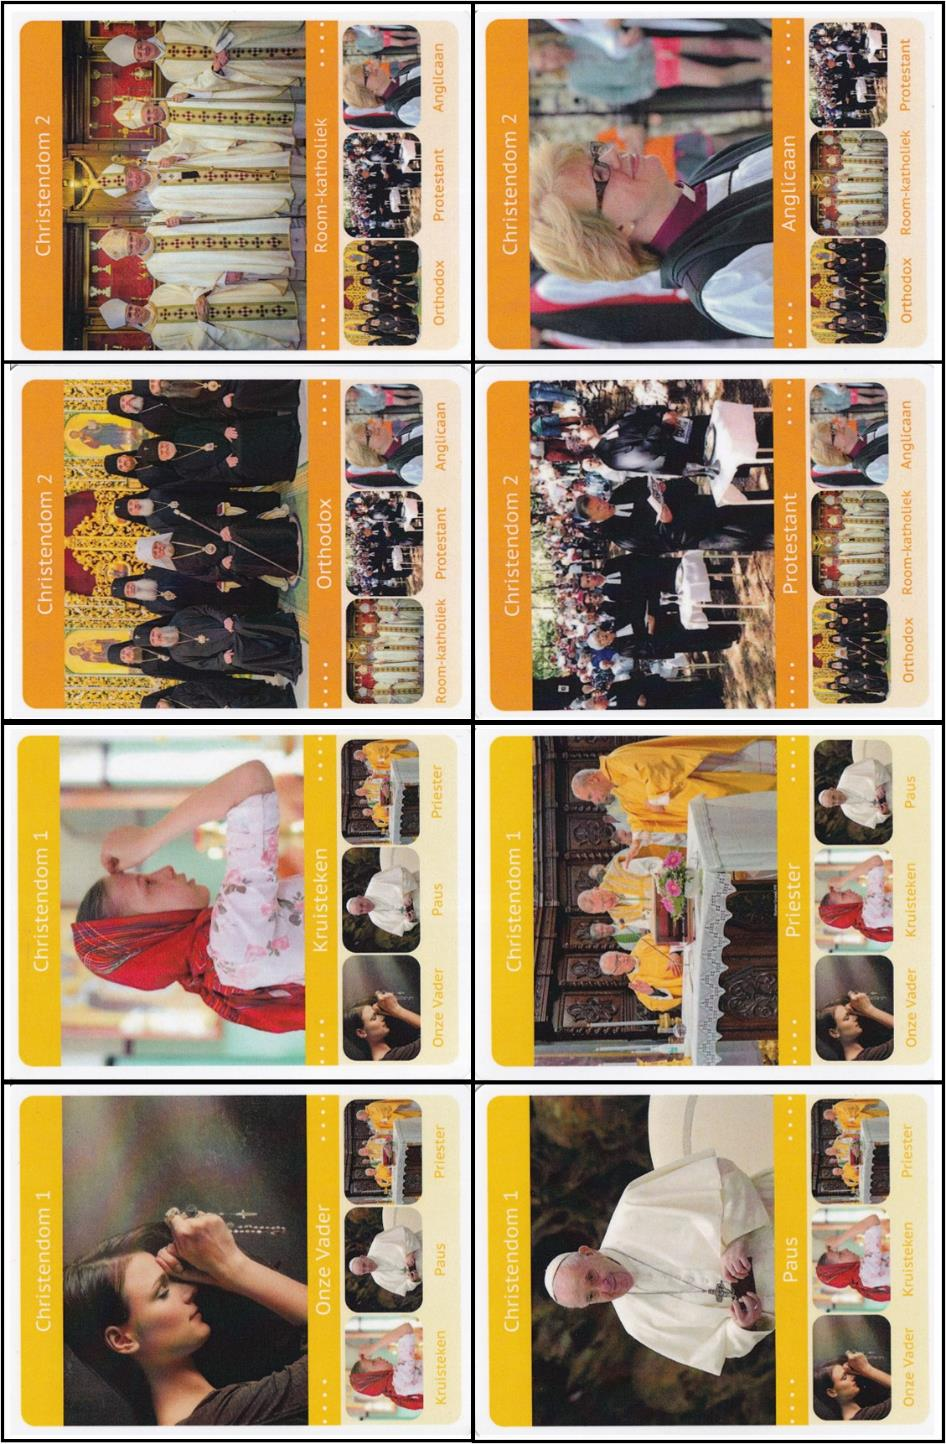 Christendom 1
Onze Vader
Kruisteken Paus Priester
Christendom 1
Kruisteken
Onze Vader Paus Priester
Christendom 2
Orthodox
Room-katholiek Protestant Anglicaan
Christendom 2
Room-katholiek
Orthodox Protestant Anglicaan
Christendom 1
Paus
Onze Vader Kruisteken Priester
Christendom 1
Priester
Onze Vader Kruisteken Paus
Christendom 2
Protestant
Orthodox Room-katholiek Anglicaan
Christendom 2
Anglicaan
Orthodox Room-katholiek Protestant